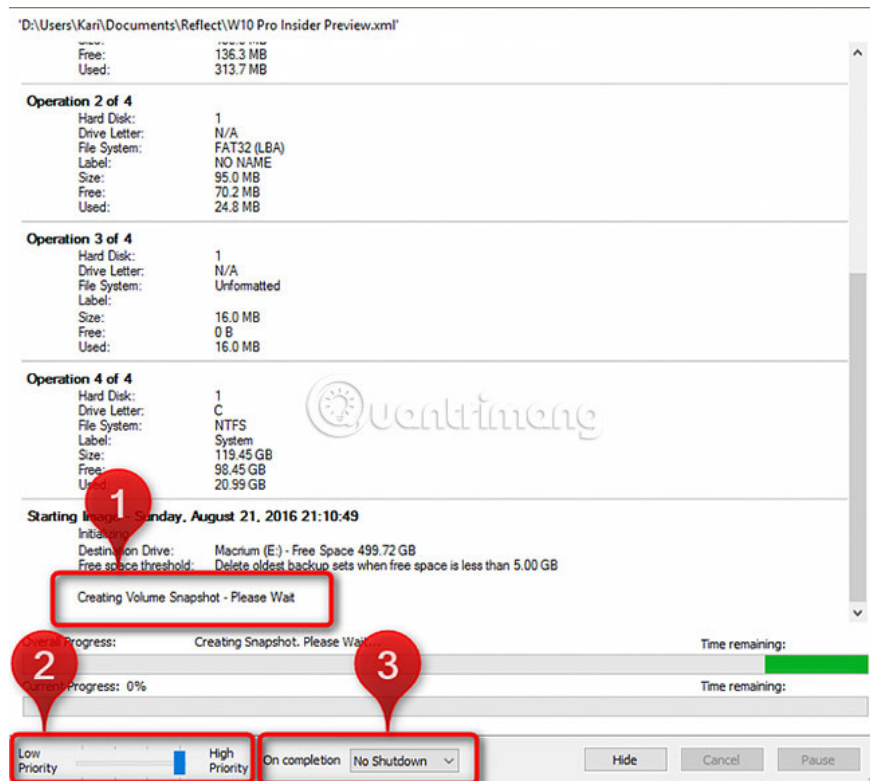 'D:\Users\Kari\Documents\Reflect\W10 Pro Insider Preview.xml'
Free: 136.3 MB
Used: 313.7 MB
Operation 2 of 4
Hard Disk: 1
Drive Letter: N/A
File System: FAT32 (LBA)
Label: NO NAME
Size: 95.0 MB
Free: 70.2 MB
Used: 24.8 MB
Operation 3 of 4
Hard Disk: 1
Drive Letter: N/A
File System: Unformatted
Label:
Size: 16.0 MB
Free: 0 B
Used: 16.0 MB
Operation 4 of 4
Hard Disk: 1
Drive Letter: C
File System: NTFS
Label: System
Size: 119.45 GB
Free: 98.45 GB
Used: 20.99 GB
Quantrimang
1
Starting Image - Sunday, August 21, 2016 21:10:49
Initializing
Destination Drive: Macrium (E:) - Free Space 499.72 GB
Free space threshold: Delete oldest backup sets when free space is less than 5.00 GB
Creating Volume Snapshot - Please Wait
Overall Progress: Creating Snapshot. Please Wait... Time remaining:
2
3
Current Progress: 0% Time remaining:
Low Priority
High Priority
On completion No Shutdown
Hide Cancel Pause